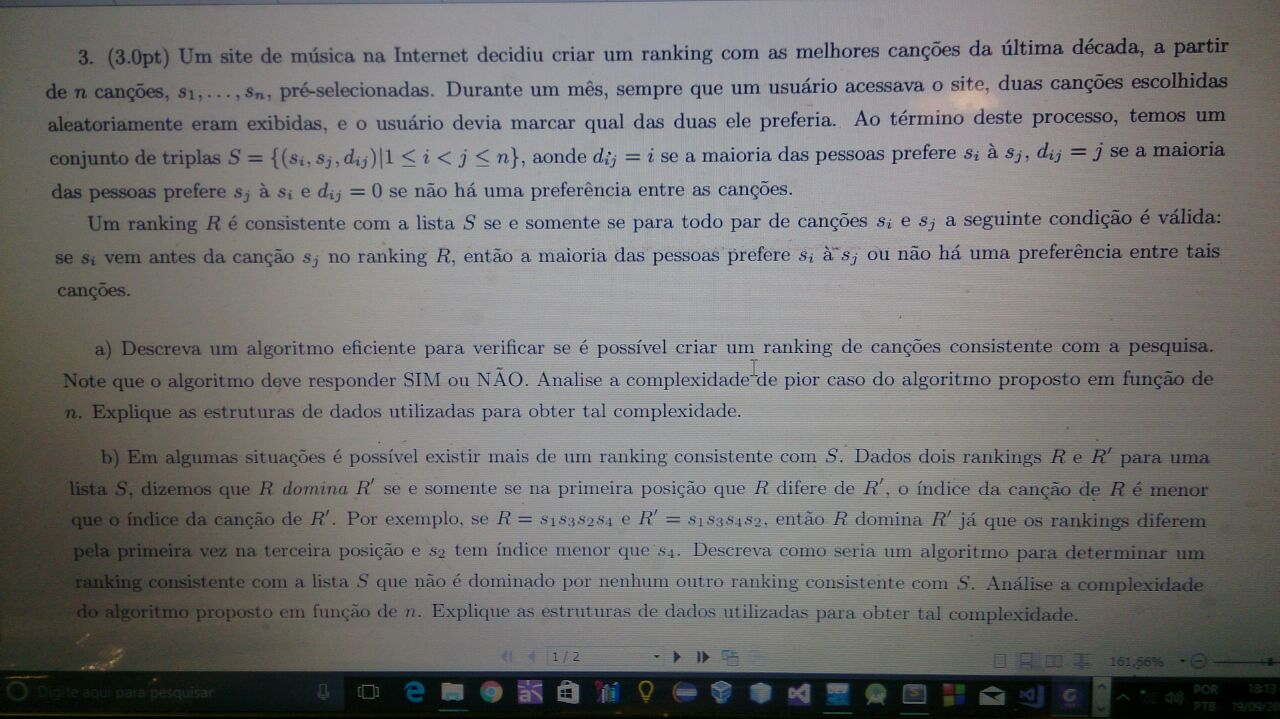 3. (3.0pt) Um site de música na Internet decidiu criar um ranking com as melhores canções da última década, a partir
de n canções, s₁, . . . , sₙ, pré-selecionadas. Durante um mês, sempre que um usuário acessava o site, duas canções escolhidas
aleatoriamente eram exibidas, e o usuário devia marcar qual das duas ele preferia. Ao término deste processo, temos um
conjunto de triplas S = {(sᵢ, sⱼ, dᵢⱼ)|1 ≤ i < j ≤ n}, aonde dᵢⱼ = i se a maioria das pessoas prefere sᵢ à sⱼ, dᵢⱼ = j se a maioria
das pessoas prefere sⱼ à sᵢ e dᵢⱼ = 0 se não há uma preferência entre as canções.
Um ranking R é consistente com a lista S se e somente se para todo par de canções sᵢ e sⱼ a seguinte condição é válida:
se sᵢ vem antes da canção sⱼ no ranking R, então a maioria das pessoas prefere sᵢ à sⱼ ou não há uma preferência entre tais
canções.
a) Descreva um algoritmo eficiente para verificar se é possível criar um ranking de canções consistente com a pesquisa.
Note que o algoritmo deve responder SIM ou NÃO. Analise a complexidade de pior caso do algoritmo proposto em função de
n. Explique as estruturas de dados utilizadas para obter tal complexidade.
b) Em algumas situações é possível existir mais de um ranking consistente com S. Dados dois rankings R e R′ para uma
lista S, dizemos que R domina R′ se e somente se na primeira posição que R difere de R′, o índice da canção de R é menor
que o índice da canção de R′. Por exemplo, se R = s₁s₃s₂s₄ e R′ = s₁s₃s₄s₂, então R domina R′ já que os rankings diferem
pela primeira vez na terceira posição e s₂ tem índice menor que s₄. Descreva como seria um algoritmo para determinar um
ranking consistente com a lista S que não é dominado por nenhum outro ranking consistente com S. Análise a complexidade
do algoritmo proposto em função de n. Explique as estruturas de dados utilizadas para obter tal complexidade.
1 / 2
161,66%
Digite aqui para pesquisar
POR 18:13
PTB 19/09/